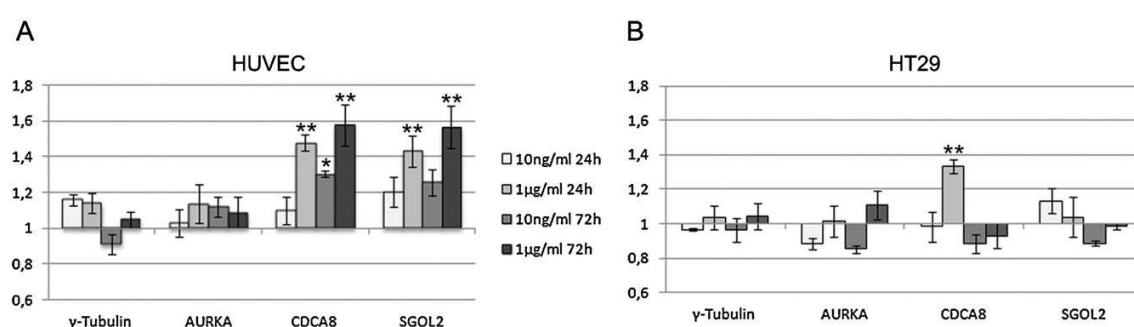 A
HUVEC
1,8
1,6
1,4
1,2
1
0,8
0,6
** * ** ** **
γ-Tubulin AURKA CDCA8 SGOL2
10ng/ml 24h
1µg/ml 24h
10ng/ml 72h
1µg/ml 72h
B
HT29
1,8
1,6
1,4
1,2
1
0,8
0,6
**
γ-Tubulin AURKA CDCA8 SGOL2